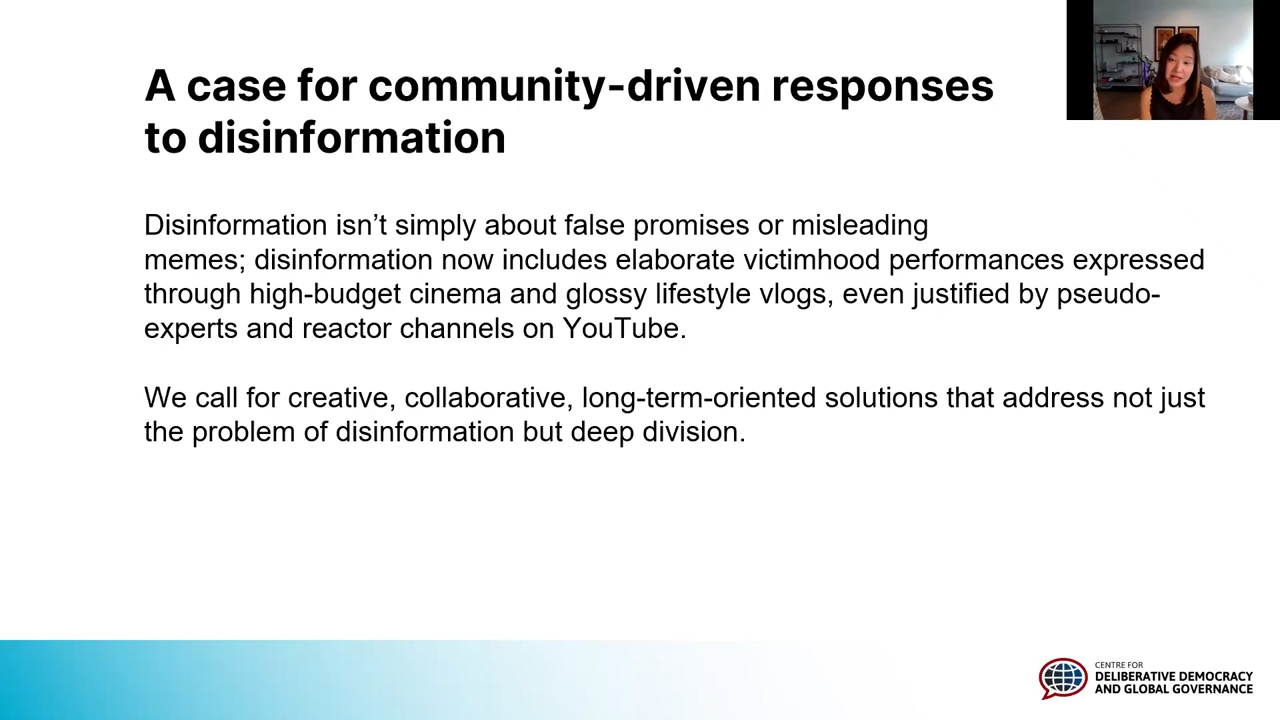 A case for community-driven responses
to disinformation
Disinformation isn’t simply about false promises or misleading
memes; disinformation now includes elaborate victimhood performances expressed
through high-budget cinema and glossy lifestyle vlogs, even justified by pseudo-
experts and reactor channels on YouTube.
We call for creative, collaborative, long-term-oriented solutions that address not just
the problem of disinformation but deep division.
CENTRE FOR
DELIBERATIVE DEMOCRACY
AND GLOBAL GOVERNANCE